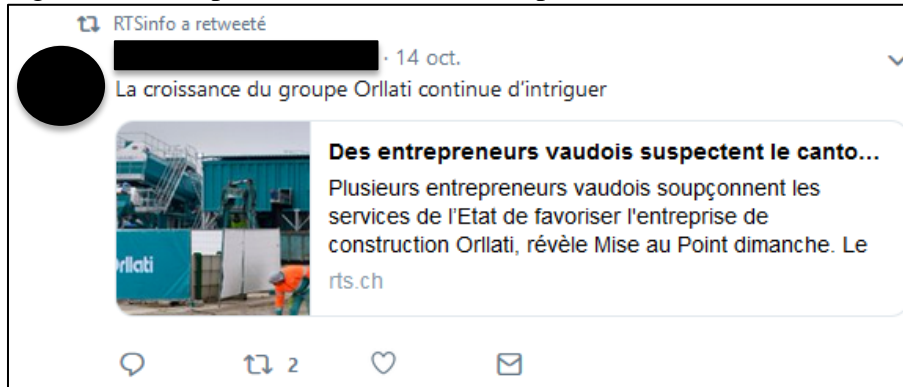 RTSinfo a retweeté
· 14 oct.
La croissance du groupe Orllati continue d'intriguer
Des entrepreneurs vaudois suspectent le canto...
Plusieurs entrepreneurs vaudois soupçonnent les
services de l'Etat de favoriser l'entreprise de
construction Orllati, révèle Mise au Point dimanche. Le
rts.ch
rllati
2